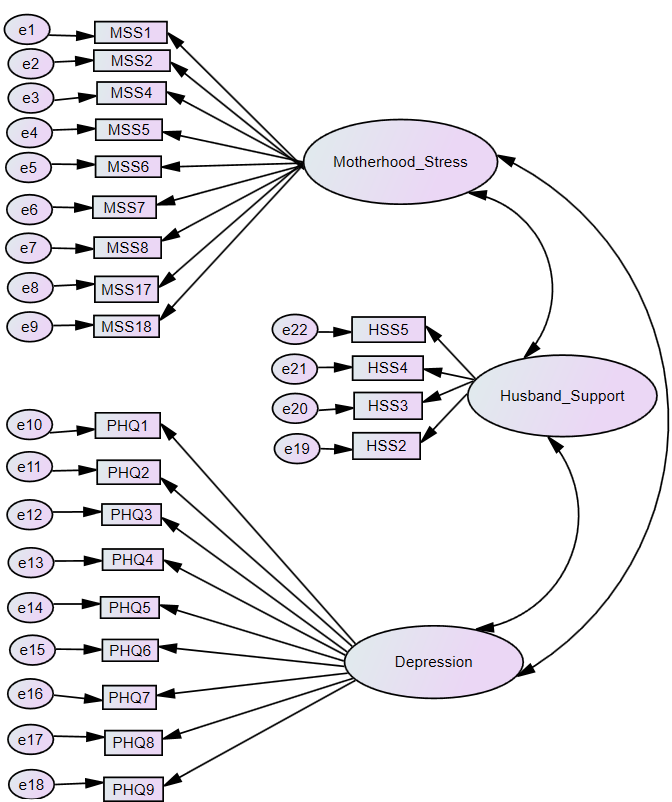 e1
MSS1
e2
MSS2
e3
MSS4
e4
MSS5
e5
MSS6
e6
MSS7
e7
MSS8
e8
MSS17
e9
MSS18
Motherhood_Stress
e22
HSS5
e21
HSS4
e20
HSS3
e19
HSS2
Husband_Support
e10
PHQ1
e11
PHQ2
e12
PHQ3
e13
PHQ4
e14
PHQ5
e15
PHQ6
e16
PHQ7
e17
PHQ8
e18
PHQ9
Depression